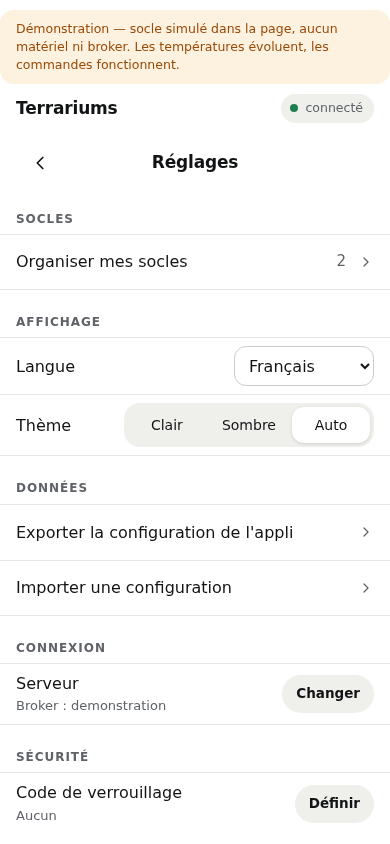 Démonstration — socle simulé dans la page, aucun
matériel ni broker. Les températures évoluent, les
commandes fonctionnent.
Terrariums
connecté
Réglages
SOCLES
Organiser mes socles
2
AFFICHAGE
Langue
Français
Thème
Clair
Sombre
Auto
DONNÉES
Exporter la configuration de l'appli
Importer une configuration
CONNEXION
Serveur
Broker : demonstration
Changer
SÉCURITÉ
Code de verrouillage
Aucun
Définir